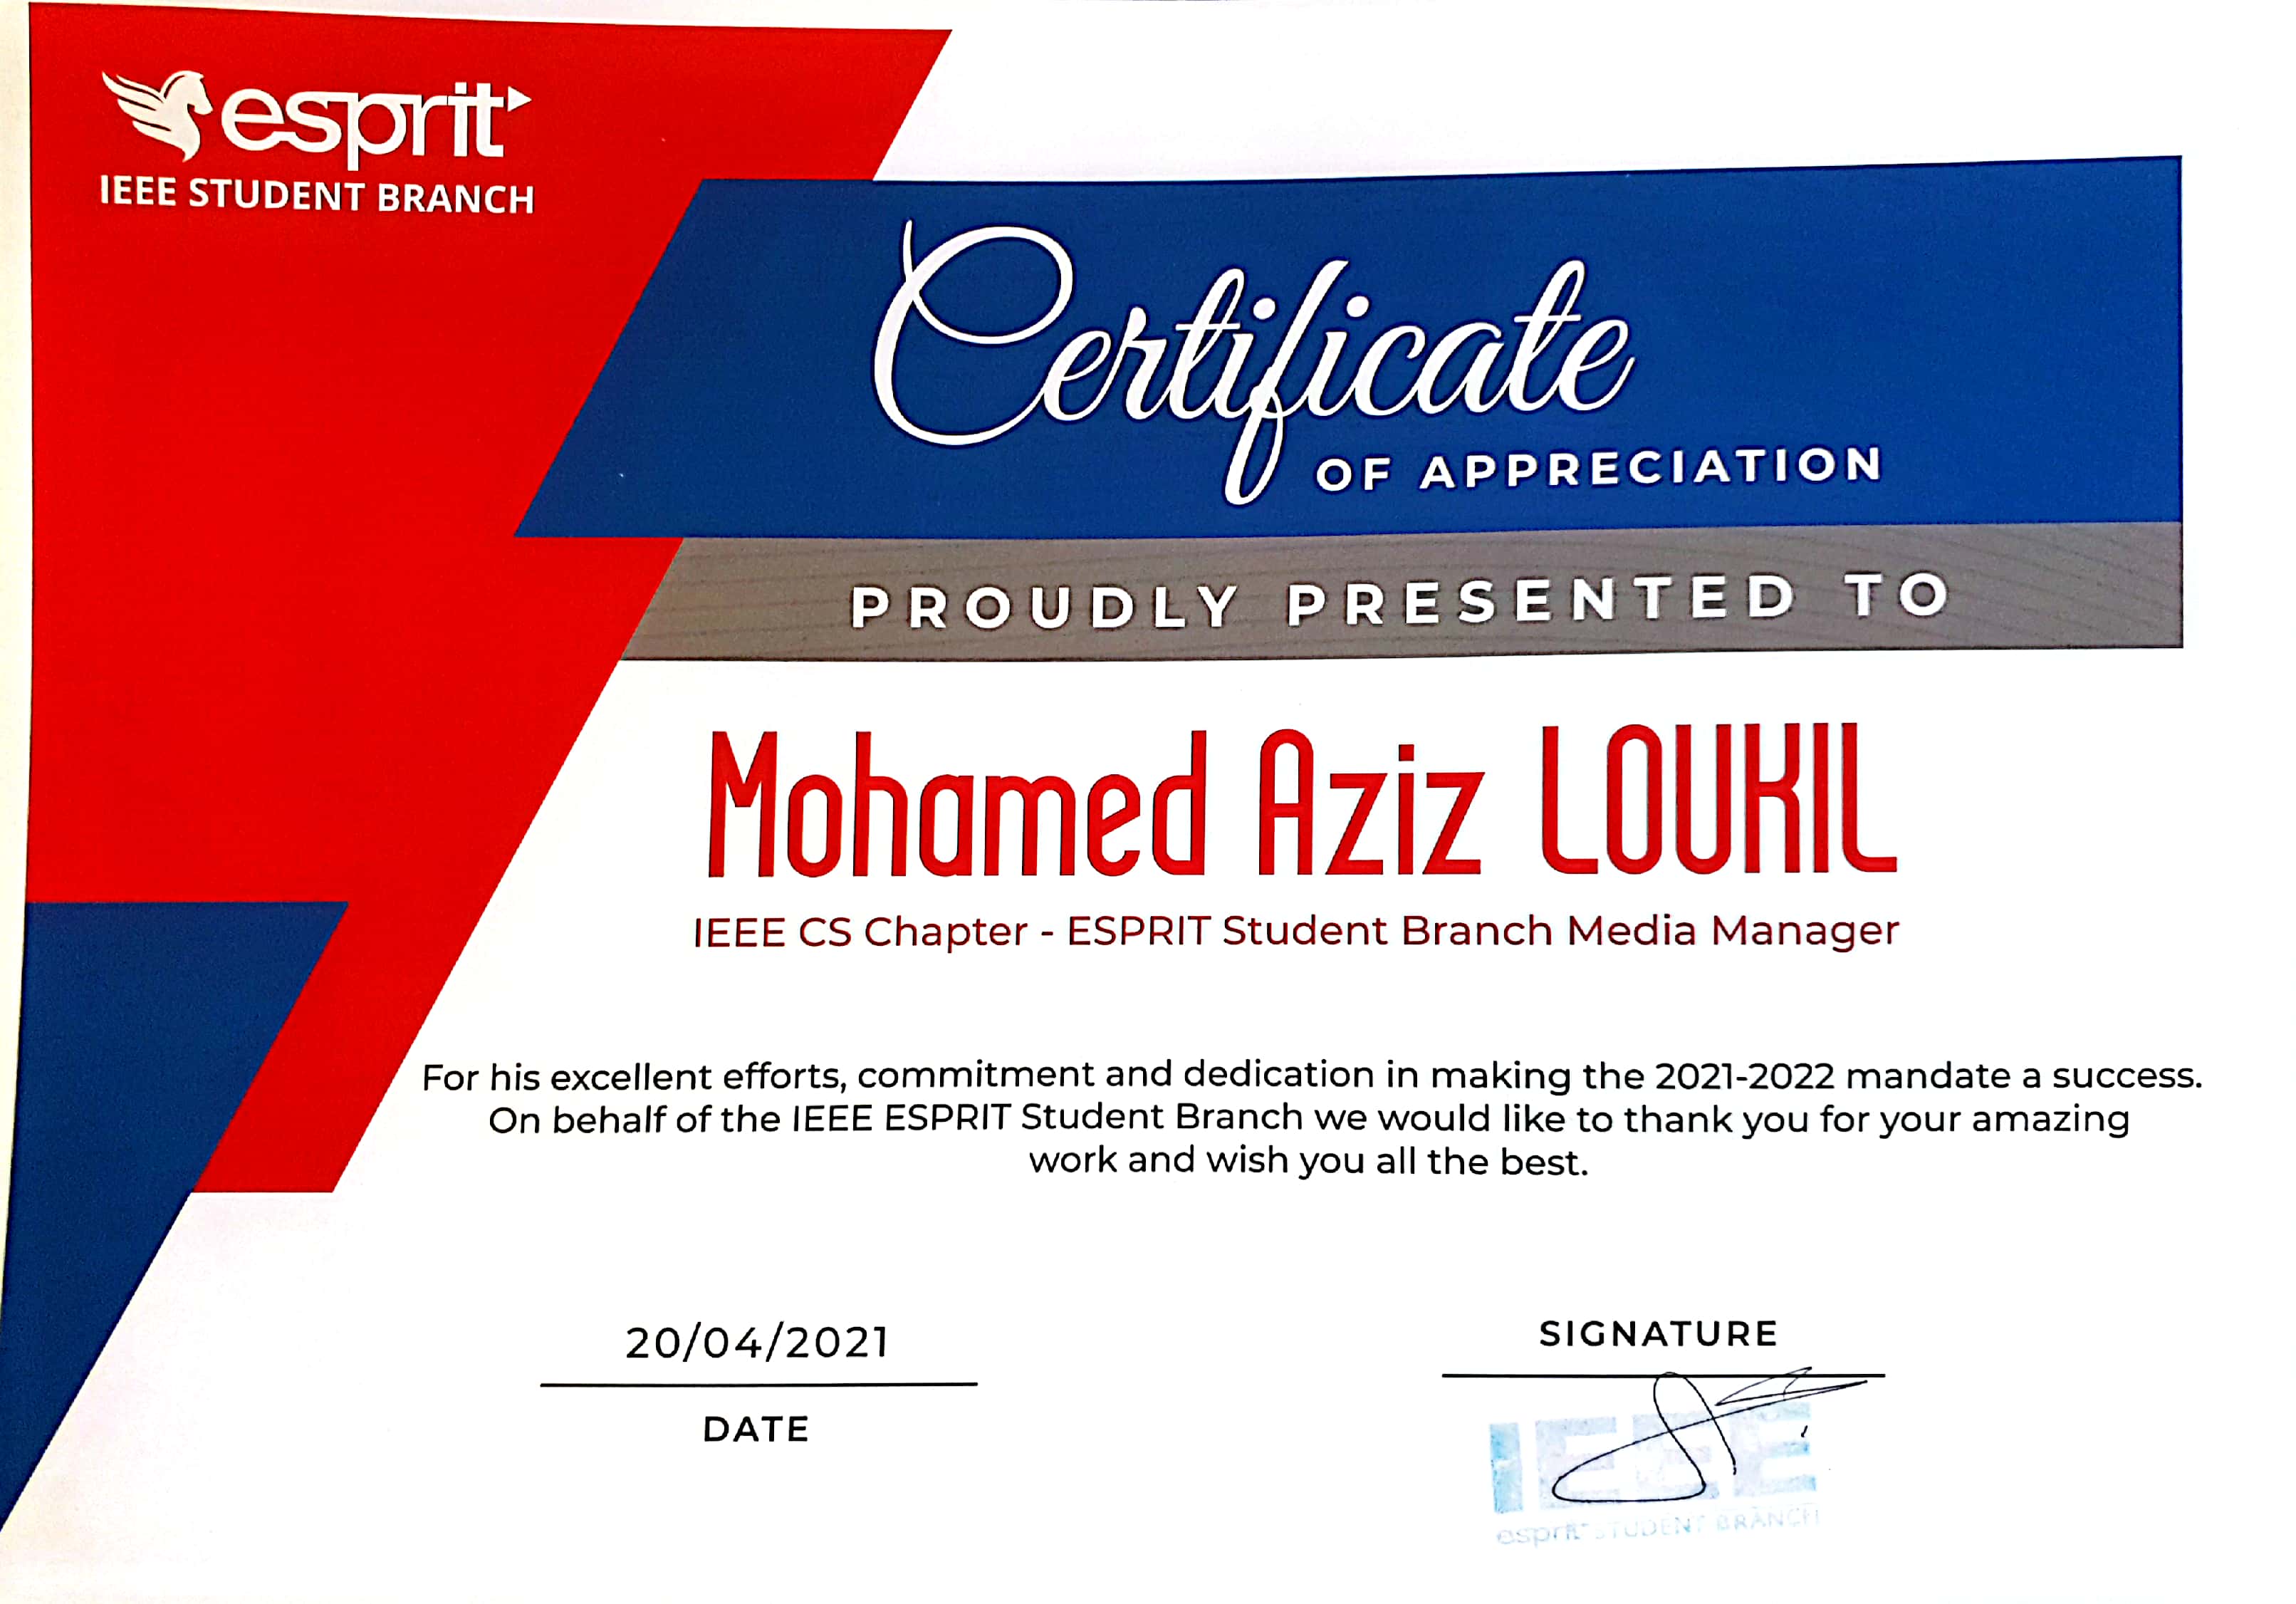 esprit
IEEE STUDENT BRANCH
Certificate
OF APPRECIATION
PROUDLY PRESENTED TO
Mohamed Aziz LOUKIL
IEEE CS Chapter - ESPRIT Student Branch Media Manager
For his excellent efforts, commitment and dedication in making the 2021-2022 mandate a success.
On behalf of the IEEE ESPRIT Student Branch we would like to thank you for your amazing
work and wish you all the best.
20/04/2021
DATE
SIGNATURE
IEEE
esprit STUDENT BRANCH